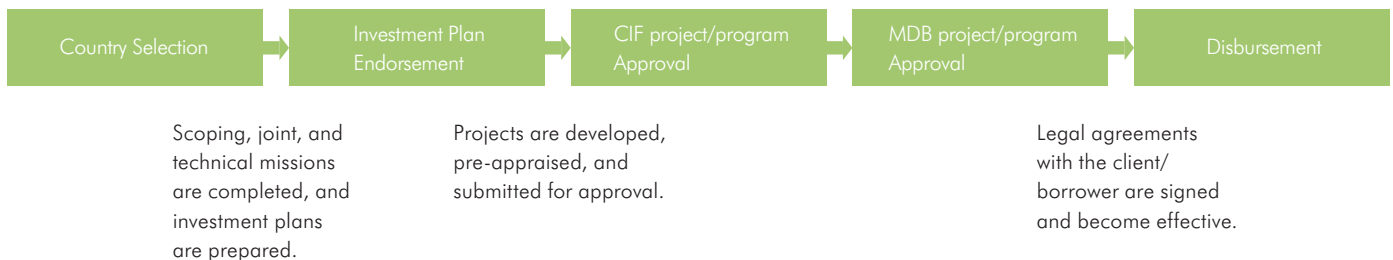 Country Selection
Investment Plan
Endorsement
CIF project/program
Approval
MDB project/program
Approval
Disbursement
Scoping, joint, and
technical missions
are completed, and
investment plans
are prepared.
Projects are developed,
pre-appraised, and
submitted for approval.
Legal agreements
with the client/
borrower are signed
and become effective.